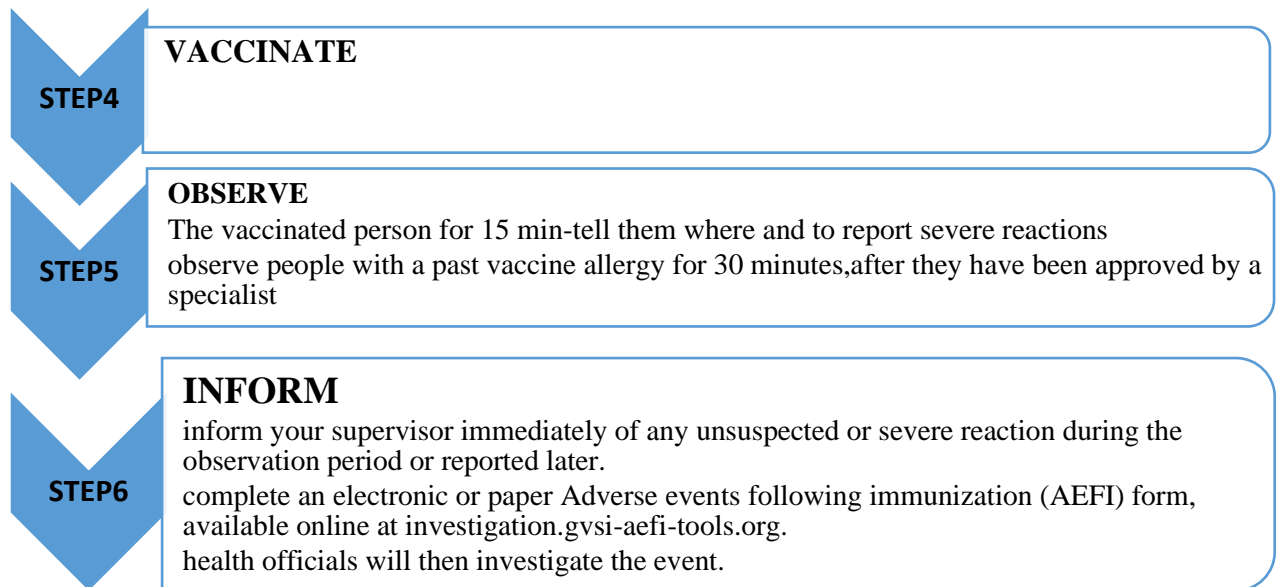 STEP4
VACCINATE
STEP5
OBSERVE
The vaccinated person for 15 min-tell them where and to report severe reactions
observe people with a past vaccine allergy for 30 minutes,after they have been approved by a
specialist
STEP6
INFORM
inform your supervisor immediately of any unsuspected or severe reaction during the
observation period or reported later.
complete an electronic or paper Adverse events following immunization (AEFI) form,
available online at investigation.gvsi-aefi-tools.org.
health officials will then investigate the event.